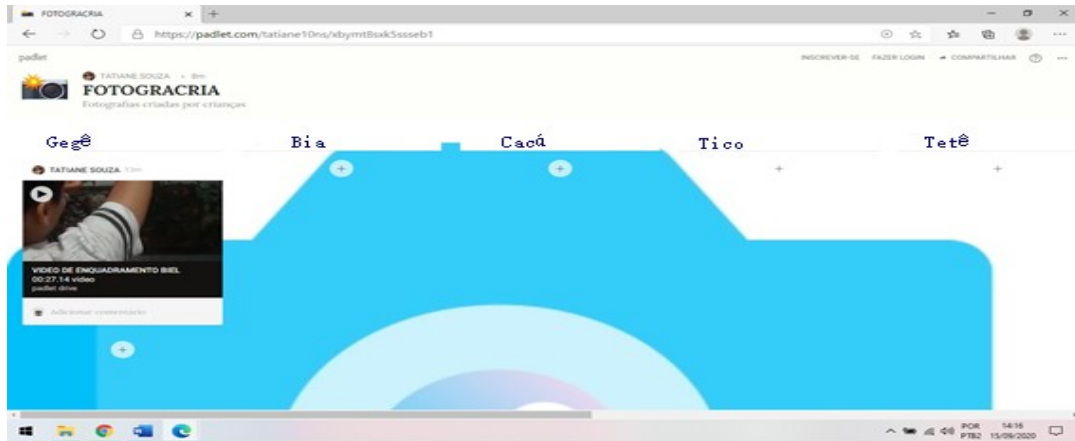 FOTOGRACRIA
https://padlet.com/tatiane10ns/xbymt8sxk5ssseb1
padlet
INSCREVER-SE FAZER LOGIN COMPARTILHAR
TATIANE SOUZA • 8m
FOTOGRACRIA
Fotografias criadas por crianças
Gegê Bia Cacá Tico Tetê
TATIANE SOUZA 13m
VIDEO DE ENQUADRAMENTO BIEL
00:27.14 video
padlet drive
Adicionar comentário
POR 14:16
PTB2 15/09/2020